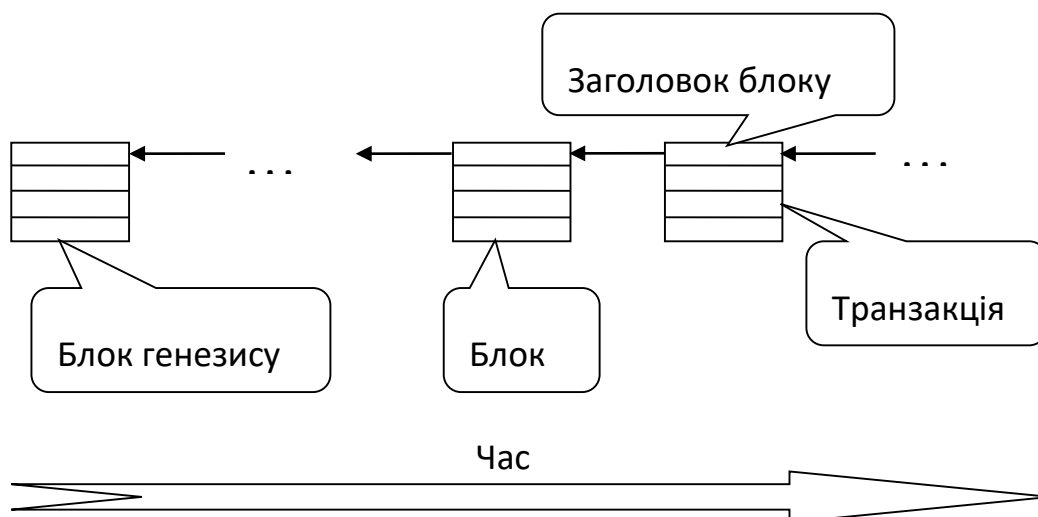 Заголовок блоку
. . .
. . .
Транзакція
Блок генезису
Блок
Час